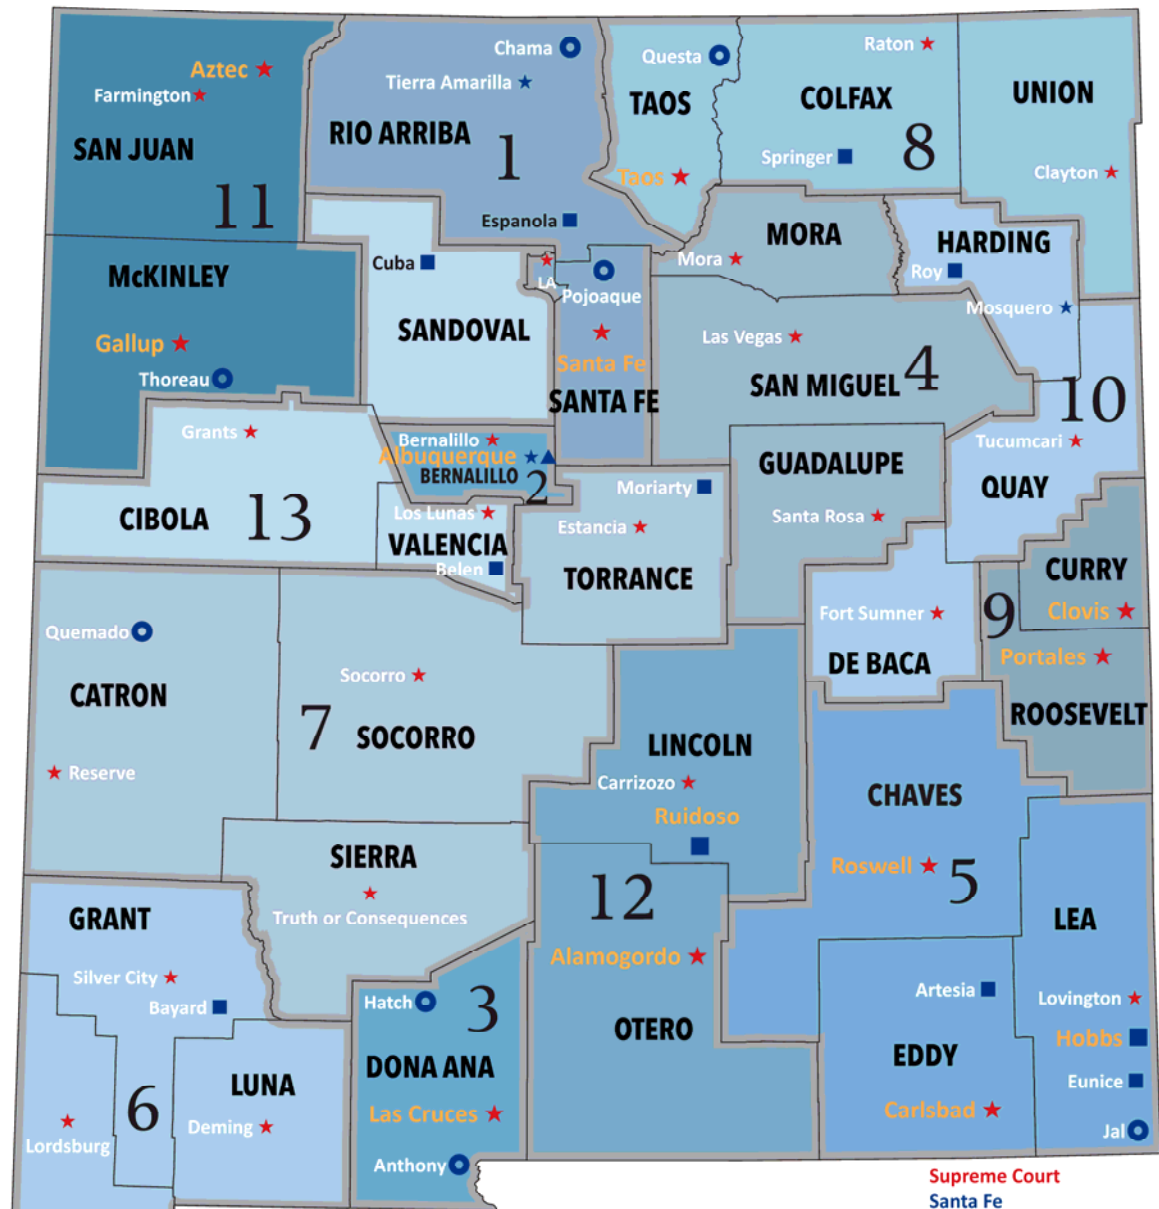 Chama
Questa
Raton
Aztec
Tierra Amarilla
Farmington
TAOS
COLFAX
UNION
SAN JUAN
RIO ARRIBA
1
8
Springer
Taos
Clayton
11
Espanola
MORA
HARDING
McKINLEY
Cuba
Mora
Roy
LA
Pojoaque
Mosquero
SANDOVAL
Las Vegas
Gallup
Santa Fe
Thoreau
SAN MIGUEL
4
SANTA FE
10
Grants
Bernalillo
Tucumcari
Albuquerque
BERNALILLO
2
GUADALUPE
QUAY
Moriarty
CIBOLA
13
Los Lunas
Estancia
Santa Rosa
VALENCIA
Belen
TORRANCE
CURRY
9
Clovis
Fort Sumner
Quemado
DE BACA
Portales
Socorro
CATRON
7
SOCORRO
LINCOLN
ROOSEVELT
Reserve
Carrizozo
CHAVES
Ruidoso
SIERRA
Roswell
5
12
GRANT
Truth or Consequences
LEA
Alamogordo
Silver City
Artesia
Lovington
Bayard
Hatch
3
OTERO
Hobbs
EDDY
DONA ANA
LUNA
Eunice
6
Las Cruces
Carlsbad
Lordsburg
Deming
Jal
Anthony
Supreme Court
Santa Fe